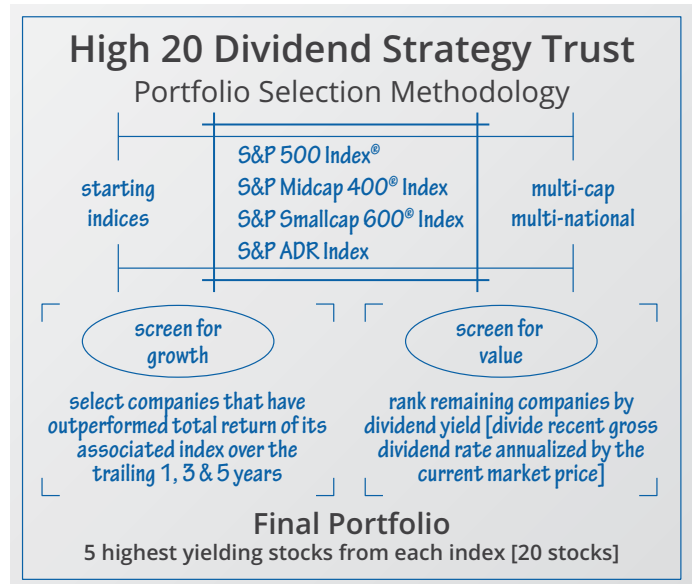 High 20 Dividend Strategy Trust
Portfolio Selection Methodology
starting
indices
S&P 500 Index®
S&P Midcap 400® Index
S&P Smallcap 600® Index
S&P ADR Index
multi-cap
multi-national
screen for
growth
select companies that have
outperformed total return of its
associated index over the
trailing 1, 3 & 5 years
screen for
value
rank remaining companies by
dividend yield [divide recent gross
dividend rate annualized by the
current market price]
Final Portfolio
5 highest yielding stocks from each index [20 stocks]